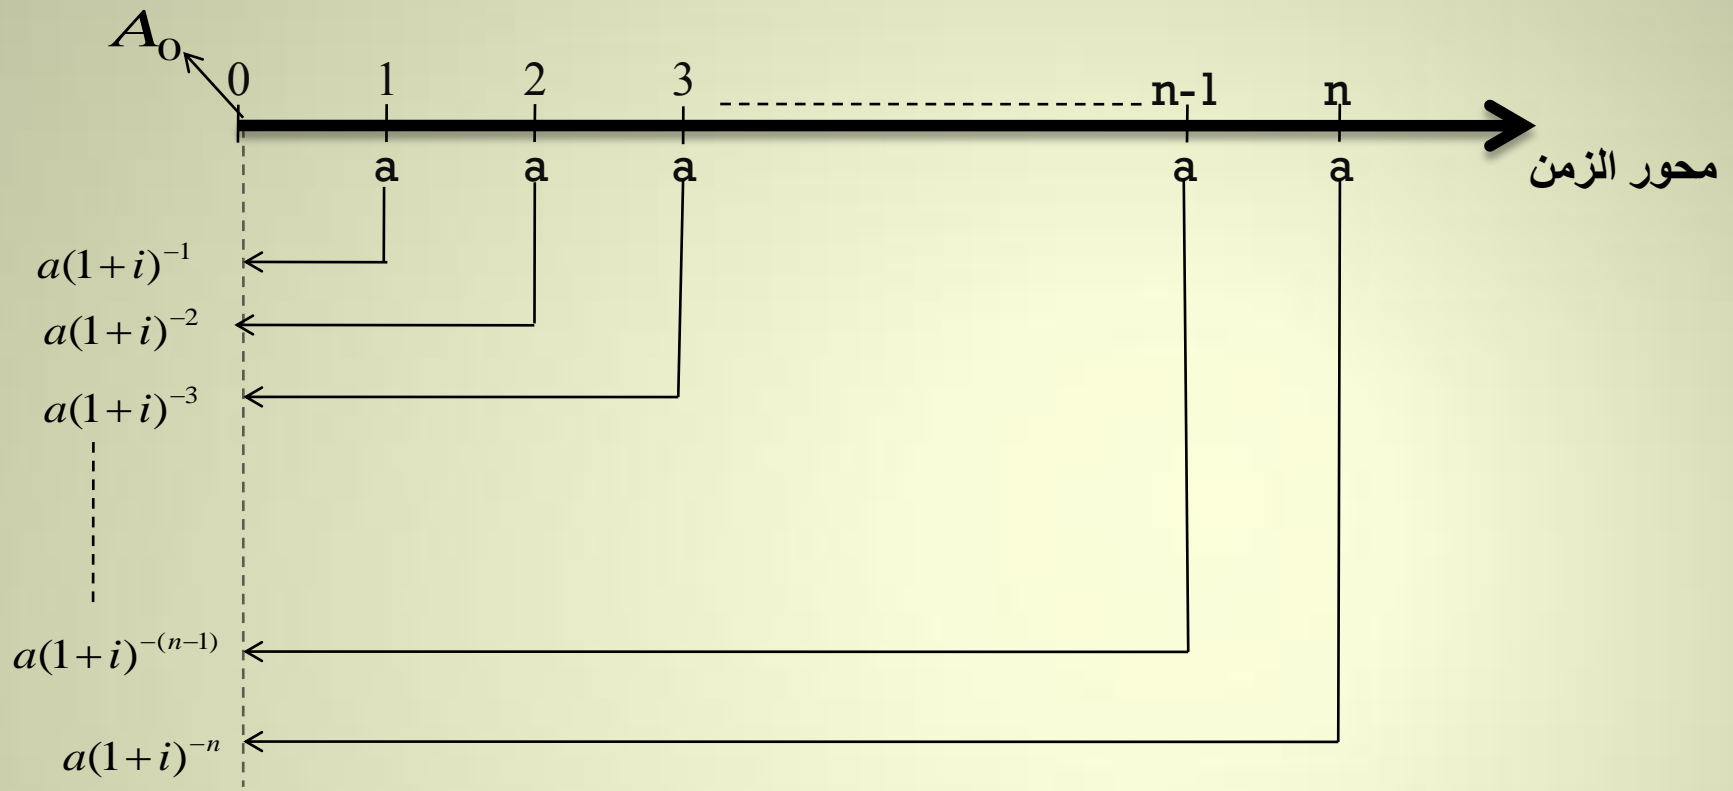 A₀
0 1 2 3 n-1 n
a a a a a
محور الزمن
a(1+i)⁻¹
a(1+i)⁻²
a(1+i)⁻³
a(1+i)⁻⁽ⁿ⁻¹⁾
a(1+i)⁻ⁿ